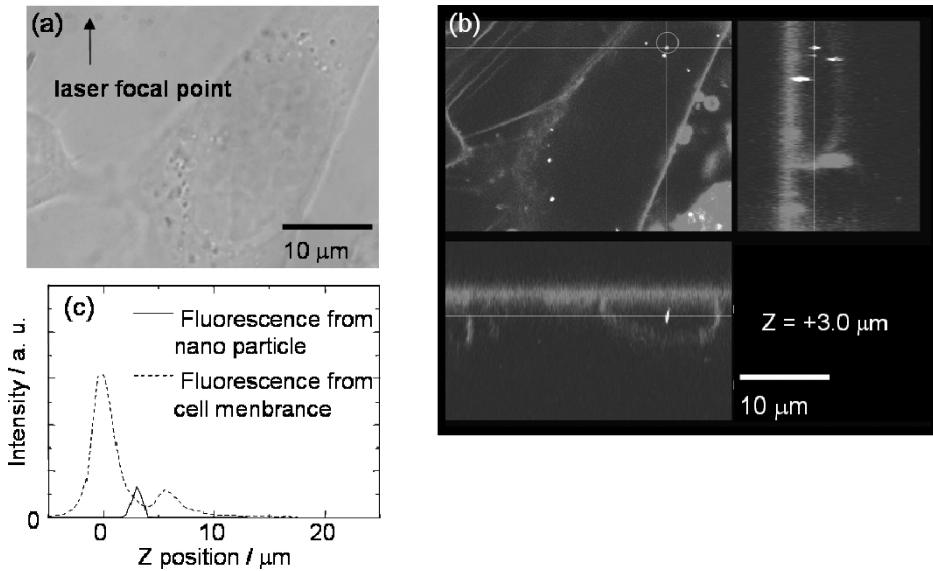 (a)
laser focal point
10 μm
(b)
Z = +3.0 μm
10 μm
(c)
Fluorescence from
nano particle
Fluorescence from
cell menbrance
Intensity / a. u.
0
0
10
20
Z position / μm